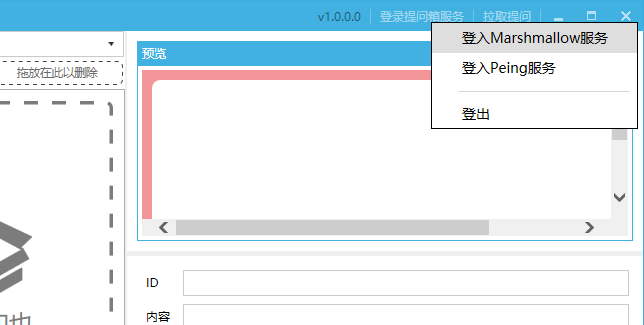 v1.0.0.0 登录提问箱服务 拉取提问
登入Marshmallow服务
登入Peing服务
登出
拖放在此以删除
预览
ID
内容